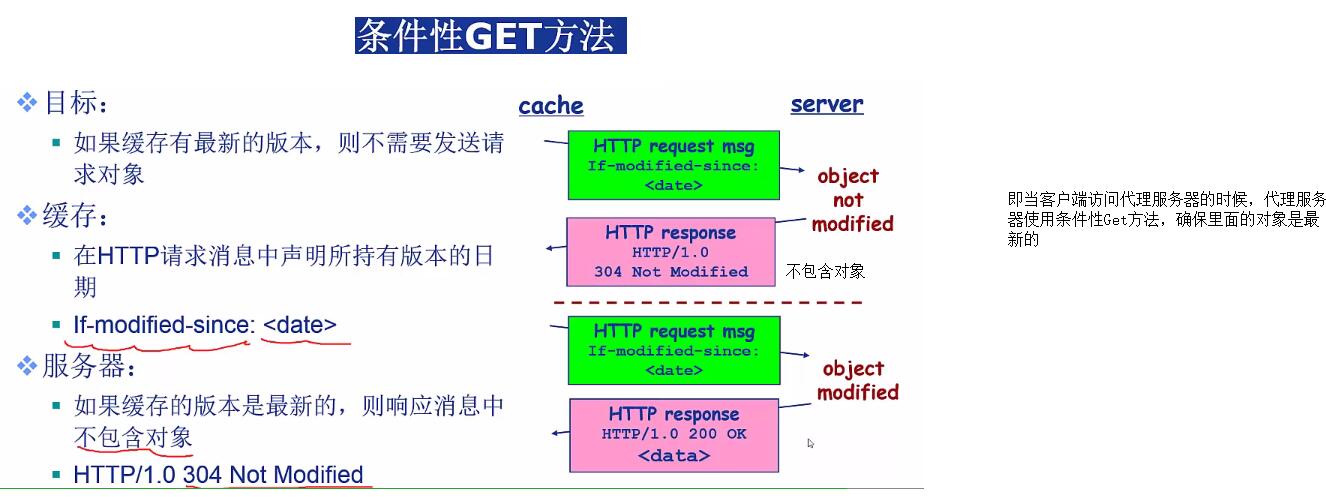 条件性GET方法
目标：
如果缓存有最新的版本，则不需要发送请
求对象
缓存：
在HTTP请求消息中声明所持有版本的日
期
If-modified-since: <date>
服务器：
如果缓存的版本是最新的，则响应消息中
不包含对象
HTTP/1.0 304 Not Modified
cache
server
HTTP request msg
If-modified-since:
<date>
object
not
modified
HTTP response
HTTP/1.0
304 Not Modified
不包含对象
HTTP request msg
If-modified-since:
<date>
object
modified
HTTP response
HTTP/1.0 200 OK
<data>
即当客户端访问代理服务器的时候，代理服务
器使用条件性Get方法，确保里面的对象是最
新的